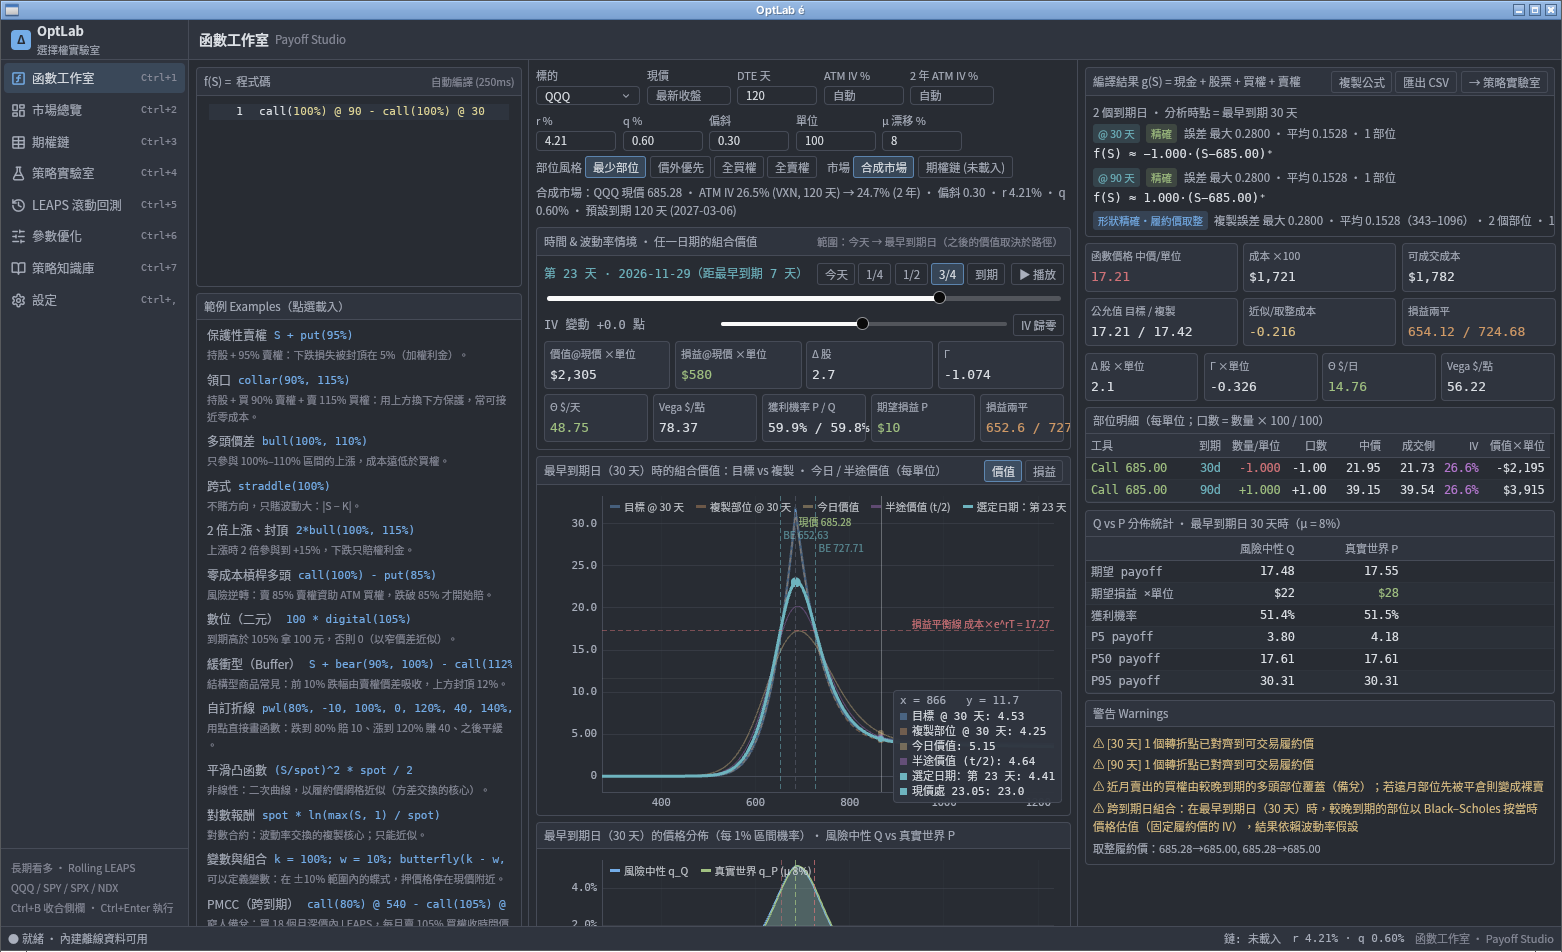 OptLab é
Δ OptLab
選擇權實驗室
函數工作室 Ctrl+1
市場總覽 Ctrl+2
期權鏈 Ctrl+3
策略實驗室 Ctrl+4
LEAPS 滾動回測 Ctrl+5
參數優化 Ctrl+6
策略知識庫 Ctrl+7
設定 Ctrl+,
長期看多 · Rolling LEAPS
QQQ / SPY / SPX / NDX
Ctrl+B 收合側欄 · Ctrl+Enter 執行
函數工作室 Payoff Studio
f(S) = 程式碼 自動編譯 (250ms)
1 call(100%) @ 90 - call(100%) @ 30
範例 Examples（點選載入）
保護性賣權 S + put(95%)
持股 + 95% 賣權：下跌損失被封頂在 5%（加權利金）。
領口 collar(90%, 115%)
持股 + 買 90% 賣權 + 賣 115% 買權：用上方換下方保護，常可接
近零成本。
多頭價差 bull(100%, 110%)
只參與 100%–110% 區間的上漲，成本遠低於買權。
跨式 straddle(100%)
不賭方向，只賭波動大：|S − K|。
2 倍上漲、封頂 2*bull(100%, 115%)
上漲時 2 倍參與到 +15%，下跌只賠權利金。
零成本槓桿多頭 call(100%) - put(85%)
風險逆轉：賣 85% 賣權資助 ATM 買權，跌破 85% 才開始賠。
數位（二元） 100 * digital(105%)
到期高於 105% 拿 100 元，否則 0（以窄價差近似）。
緩衝型（Buffer） S + bear(90%, 100%) - call(112%
結構型商品常見：前 10% 跌幅由賣權價差吸收，上方封頂 12%。
自訂折線 pwl(80%, -10, 100%, 0, 120%, 40, 140%,
用點直接畫函數：跌到 80% 賠 10、漲到 120% 賺 40、之後平緩
。
平滑凸函數 (S/spot)^2 * spot / 2
非線性：二次曲線，以履約價網格近似（方差交換的核心）。
對數報酬 spot * ln(max(S, 1) / spot)
對數合約：波動率交換的複製核心；只能近似。
變數與組合 k = 100%; w = 10%; butterfly(k - w,
可以定義變數：在 ±10% 範圍內的蝶式，押價格停在現價附近。
PMCC（跨到期） call(80%) @ 540 - call(105%) @
窮人備兌：買 18 個月深價內 LEAPS，每月賣 105% 買權收時間價
標的 現價 DTE 天 ATM IV % 2 年 ATM IV %
QQQ 最新收盤 120 自動 自動
r % q % 偏斜 單位 μ 漂移 %
4.21 0.60 0.30 100 8
部位風格 最少部位 價外優先 全買權 全賣權 市場 合成市場 期權鏈 (未載入)
合成市場：QQQ 現價 685.28 · ATM IV 26.5% (VXN, 120 天) → 24.7% (2 年) · 偏斜 0.30 · r 4.21% · q
0.60% · 預設到期 120 天 (2027-03-06)
時間 & 波動率情境 · 任一日期的組合價值 範圍：今天 → 最早到期日（之後的價值取決於路徑）
第 23 天 · 2026-11-29（距最早到期 7 天） 今天 1/4 1/2 3/4 到期 ▶ 播放
IV 變動 +0.0 點 IV 歸零
價值@現價 ×單位 損益@現價 ×單位 Δ 股 Γ
$2,305 $580 2.7 -1.074
Θ $/天 Vega $/點 獲利機率 P / Q 期望損益 P 損益兩平
48.75 78.37 59.9% / 59.8% $10 652.6 / 727
最早到期日（30 天）時的組合價值：目標 vs 複製 · 今日 / 半途價值（每單位） 價值 損益
目標 @ 30 天 複製部位 @ 30 天 今日價值 半途價值 (t/2) 選定日期：第 23 天
現價 685.28
BE 652.63
BE 727.71
損益平衡線 成本×e^rT = 17.27
30.0
25.0
20.0
15.0
10.0
5.00
0
400 600 800 1000 1200
x = 866 y = 11.7
目標 @ 30 天: 4.53
複製部位 @ 30 天: 4.25
今日價值: 5.15
半途價值 (t/2): 4.64
選定日期: 第 23 天: 4.41
現價處 23.05: 23.0
最早到期日（30 天）的價格分佈（每 1% 區間機率） · 風險中性 Q vs 真實世界 P
風險中性 q_Q 真實世界 q_P (μ 8%)
4.0%
2.0%
編譯結果 g(S) = 現金 + 股票 + 買權 + 賣權 複製公式 匯出 CSV → 策略實驗室
2 個到期日 · 分析時點 = 最早到期 30 天
@ 30 天 精確 誤差 最大 0.2800 · 平均 0.1528 · 1 部位
f(S) ≈ −1.000·(S−685.00)⁺
@ 90 天 精確 誤差 最大 0.2800 · 平均 0.1528 · 1 部位
f(S) ≈ 1.000·(S−685.00)⁺
形狀精確 · 履約價取整 複製誤差 最大 0.2800 · 平均 0.1528（343–1096） · 2 個部位 · 1
函數價格 中價/單位 成本 ×100 可成交成本
17.21 $1,721 $1,782
公允值 目標 / 複製 近似/取整成本 損益兩平
17.21 / 17.42 -0.216 654.12 / 724.68
Δ 股 ×單位 Γ ×單位 Θ $/日 Vega $/點
2.1 -0.326 14.76 56.22
部位明細（每單位；口數 = 數量 × 100 / 100）
工具 到期 數量/單位 口數 中價 成交側 IV 價值×單位
Call 685.00 30d -1.000 -1.00 21.95 21.73 26.6% -$2,195
Call 685.00 90d +1.000 +1.00 39.15 39.54 26.6% $3,915
Q vs P 分佈統計 · 最早到期日 30 天時（μ = 8%）
風險中性 Q 真實世界 P
期望 payoff 17.48 17.55
期望損益 ×單位 $22 $28
獲利機率 51.4% 51.5%
P5 payoff 3.80 4.18
P50 payoff 17.61 17.61
P95 payoff 30.31 30.31
警告 Warnings
⚠ [30 天] 1 個轉折點已對齊到可交易履約價
⚠ [90 天] 1 個轉折點已對齊到可交易履約價
⚠ 近月賣出的買權由較晚到期的多頭部位覆蓋（備兌）；若遠月部位先被平倉則變成裸賣
⚠ 跨到期日組合：在最早到期日（30 天）時，較晚到期的部位以 Black–Scholes 按當時
價格估值（固定履約價的 IV），結果依賴波動率假設
取整履約價：685.28→685.00, 685.28→685.00
就緒 · 內建離線資料可用
鏈: 未載入 r 4.21% · q 0.60% 函數工作室 · Payoff Studio